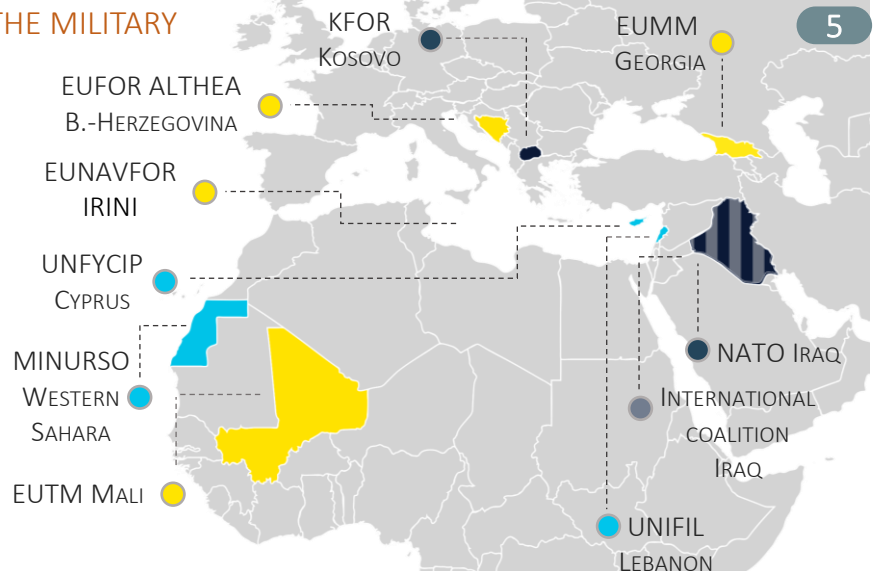 THE MILITARY
5
KFOR
KOSOVO
EUMM
GEORGIA
EUFOR ALTHEA
B.-HERZEGOVINA
EUNAVFOR
IRINI
UNFYCIP
CYPRUS
MINURSO
WESTERN
SAHARA
EUTM MALI
NATO IRAQ
INTERNATIONAL
COALITION
IRAQ
UNIFIL
LEBANON